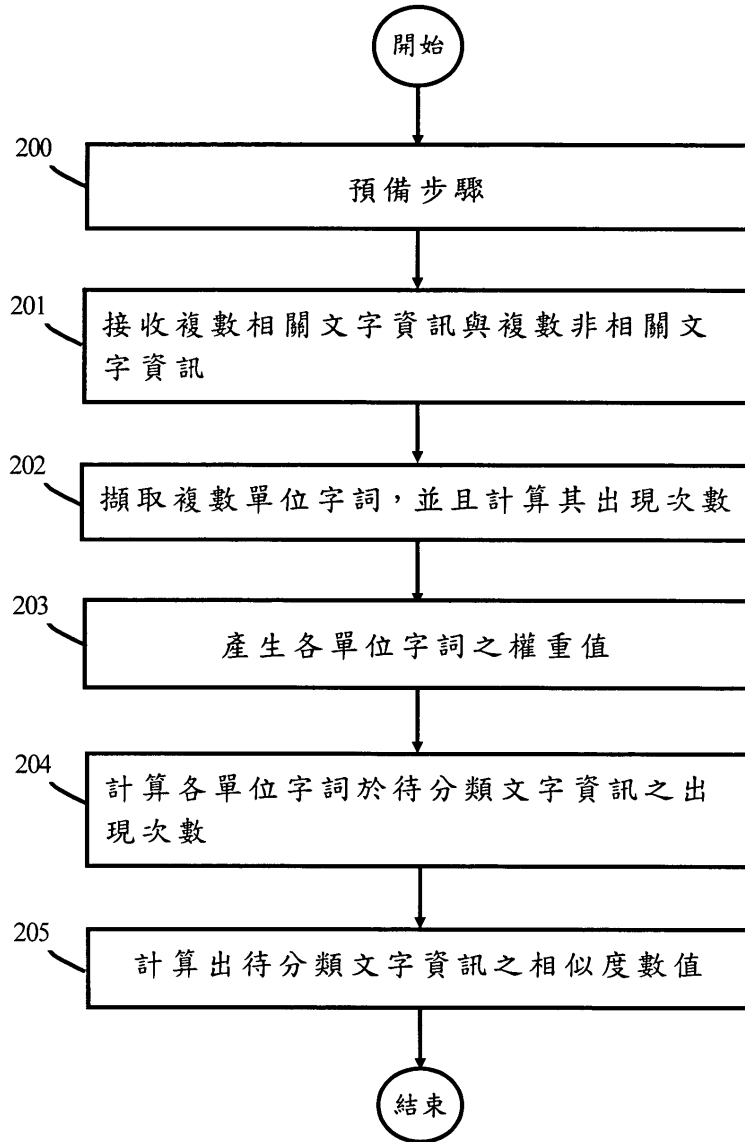 開始
200
預備步驟
201
接收複數相關文字資訊與複數非相關文
字資訊
202
擷取複數單位字詞，並且計算其出現次數
203
產生各單位字詞之權重值
204
計算各單位字詞於待分類文字資訊之出
現次數
205
計算出待分類文字資訊之相似度數值
結束